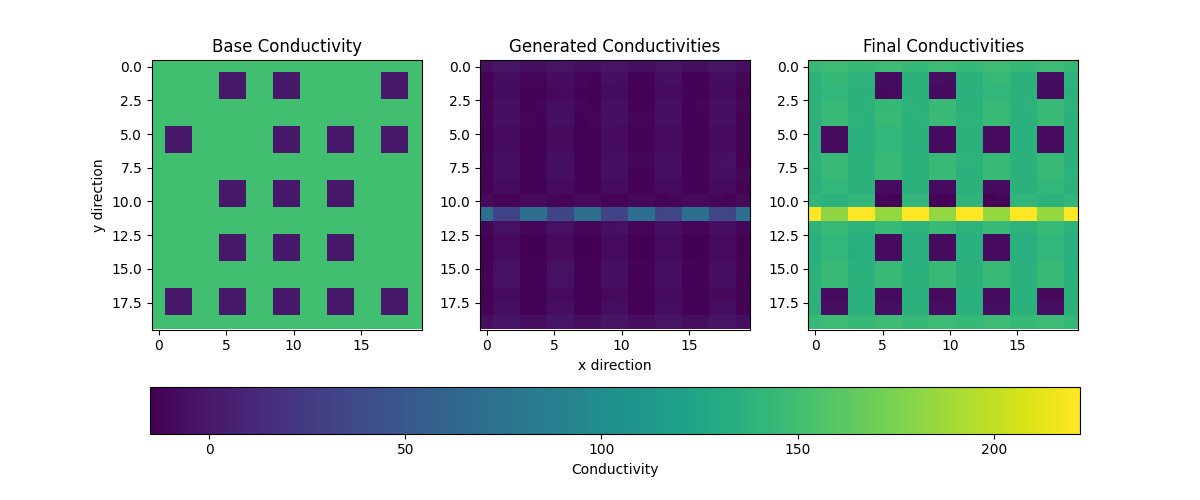 Base Conductivity
Generated Conductivities
Final Conductivities
y direction
0.0
2.5
5.0
7.5
10.0
12.5
15.0
17.5
0 5 10 15
0.0
2.5
5.0
7.5
10.0
12.5
15.0
17.5
0 5 10 15
x direction
0.0
2.5
5.0
7.5
10.0
12.5
15.0
17.5
0 5 10 15
0 50 100 150 200
Conductivity